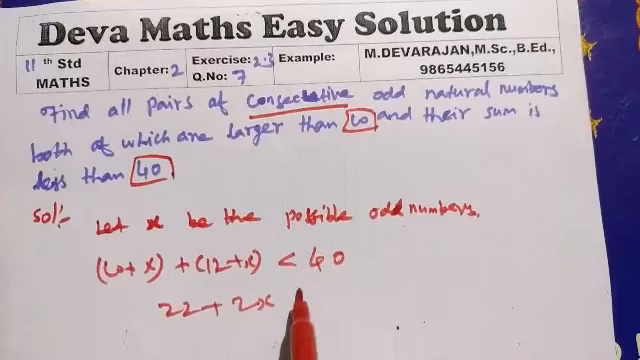 Deva Maths Easy Solution
11th Std MATHS
Chapter: 2
Exercise: 2.3
Q.No: 7
Example:
M.DEVARAJAN,M.Sc.,B.Ed.,
9865445156
Find all pairs of consecutive odd natural numbers
both of which are larger than 10 and their sum is
less than 40
Sol:-
Let x be the possible odd numbers.
(10+x) + (12+x) < 40
22 + 2x